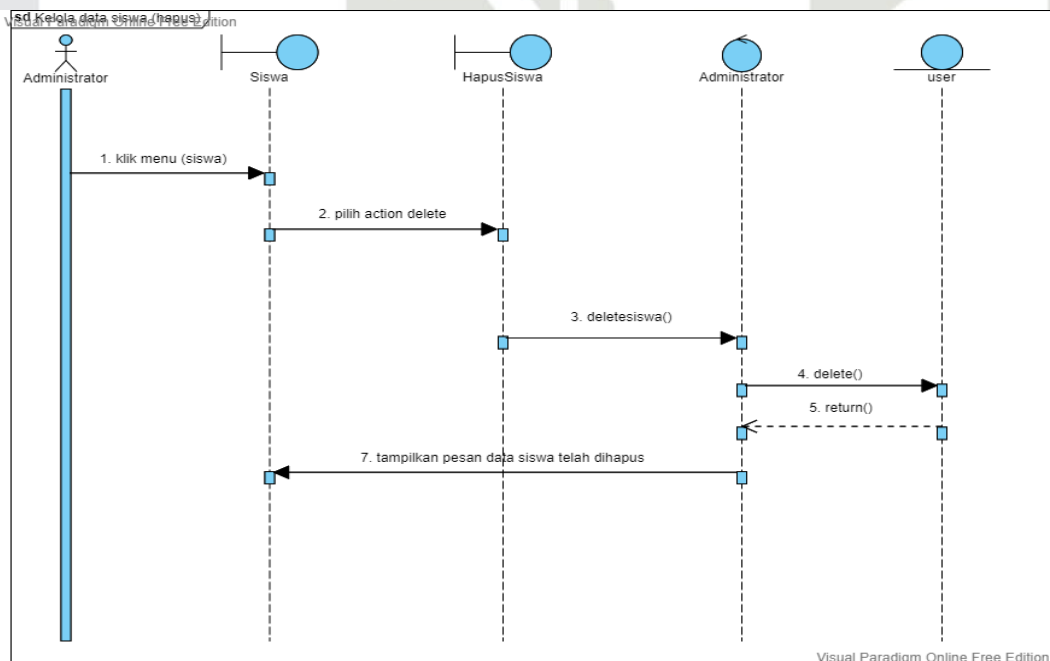 sd Kelola data siswa (hapus)
Visual Paradigm Online Free Edition
Administrator
Siswa
HapusSiswa
Administrator
user
1. klik menu (siswa)
2. pilih action delete
3. deletesiswa()
4. delete()
5. return()
7. tampilkan pesan data siswa telah dihapus
Visual Paradigm Online Free Edition